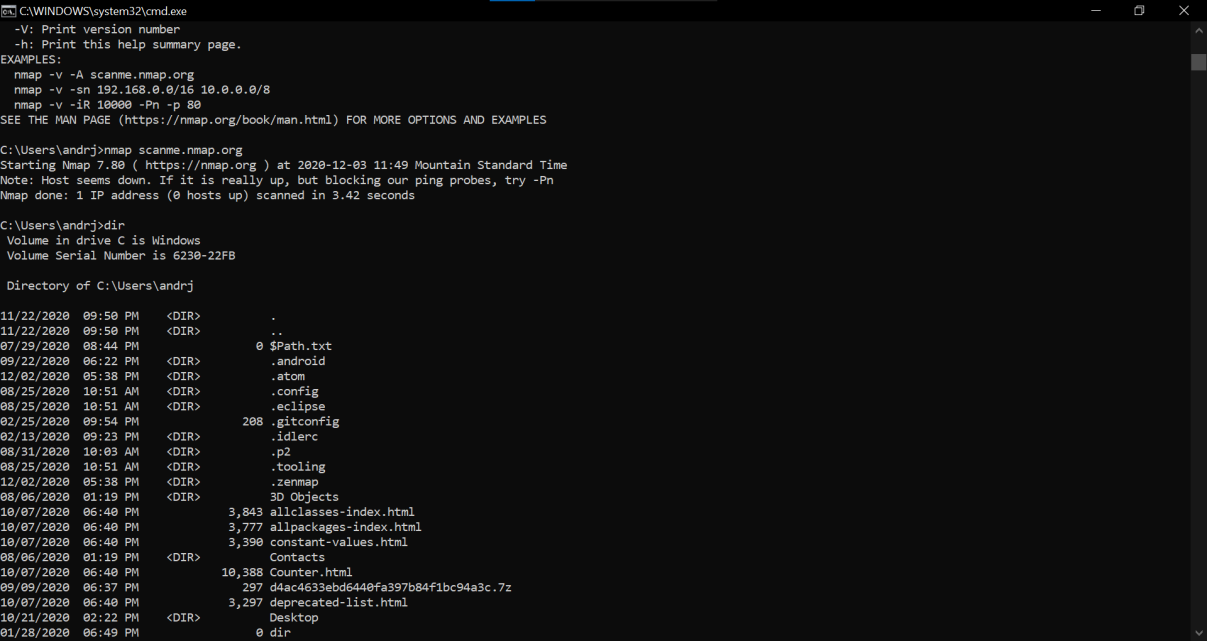 C:\WINDOWS\system32\cmd.exe
-V: Print version number
-h: Print this help summary page.
EXAMPLES:
nmap -v -A scanme.nmap.org
nmap -v -sn 192.168.0.0/16 10.0.0.0/8
nmap -v -iR 10000 -Pn -p 80
SEE THE MAN PAGE (https://nmap.org/book/man.html) FOR MORE OPTIONS AND EXAMPLES
C:\Users\andrj>nmap scanme.nmap.org
Starting Nmap 7.80 ( https://nmap.org ) at 2020-12-03 11:49 Mountain Standard Time
Note: Host seems down. If it is really up, but blocking our ping probes, try -Pn
Nmap done: 1 IP address (0 hosts up) scanned in 3.42 seconds
C:\Users\andrj>dir
Volume in drive C is Windows
Volume Serial Number is 6230-22FB
Directory of C:\Users\andrj
11/22/2020  09:50 PM    <DIR>          .
11/22/2020  09:50 PM    <DIR>          ..
07/29/2020  08:44 PM                 0 $Path.txt
09/22/2020  06:22 PM    <DIR>          .android
12/02/2020  05:38 PM    <DIR>          .atom
08/25/2020  10:51 AM    <DIR>          .config
08/25/2020  10:51 AM    <DIR>          .eclipse
02/25/2020  09:54 PM               208 .gitconfig
02/13/2020  09:23 PM    <DIR>          .idlerc
08/31/2020  10:03 AM    <DIR>          .p2
08/25/2020  10:51 AM    <DIR>          .tooling
12/02/2020  05:38 PM    <DIR>          .zenmap
08/06/2020  01:19 PM    <DIR>          3D Objects
10/07/2020  06:40 PM             3,843 allclasses-index.html
10/07/2020  06:40 PM             3,777 allpackages-index.html
10/07/2020  06:40 PM             3,390 constant-values.html
08/06/2020  01:19 PM    <DIR>          Contacts
10/07/2020  06:40 PM            10,388 Counter.html
09/09/2020  06:37 PM               297 d4ac4633ebd6440fa397b84f1bc94a3c.7z
10/07/2020  06:40 PM             3,297 deprecated-list.html
10/21/2020  02:22 PM    <DIR>          Desktop
01/28/2020  06:49 PM                 0 dir